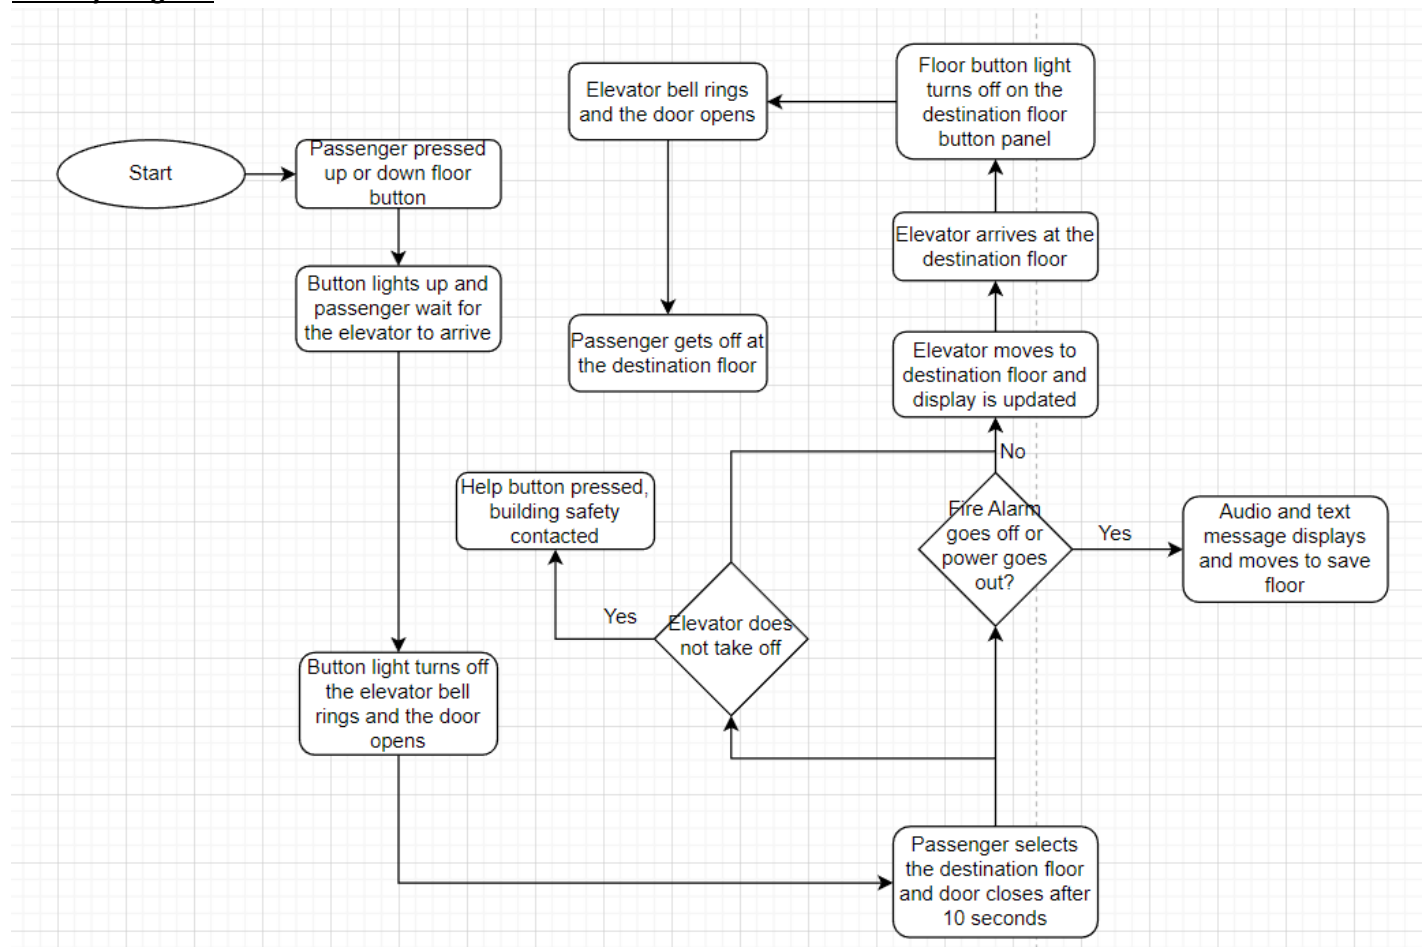 Start
Passenger pressed
up or down floor
button
Button lights up and
passenger wait for
the elevator to arrive
Button light turns off
the elevator bell
rings and the door
opens
Passenger selects
the destination floor
and door closes after
10 seconds
Elevator does
not take off
Yes
Help button pressed,
building safety
contacted
Fire Alarm
goes off or
power goes
out?
Yes
Audio and text
message displays
and moves to save
floor
No
Elevator moves to
destination floor and
display is updated
Elevator arrives at the
destination floor
Floor button light
turns off on the
destination floor
button panel
Elevator bell rings
and the door opens
Passenger gets off at
the destination floor